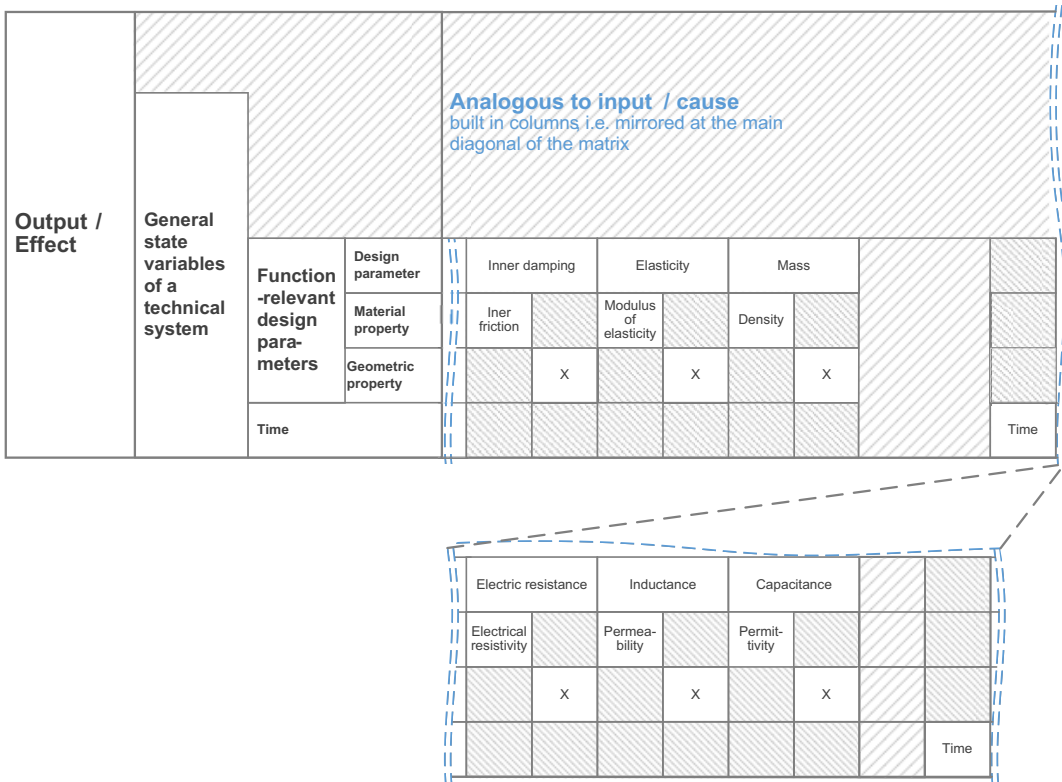 Analogous to input / cause
built in columns, i.e. mirrored at the main
diagonal of the matrix
Output /
Effect
General
state
variables
of a
technical
system
Function
-relevant
design
para-
meters
Design
parameter
Inner damping
Elasticity
Mass
Material
property
Iner
friction
Modulus
of
elasticity
Density
Geometric
property
X
X
X
Time
Time
Electric resistance
Inductance
Capacitance
Electrical
resistivity
Permea-
bility
Permit-
tivity
X
X
X
Time